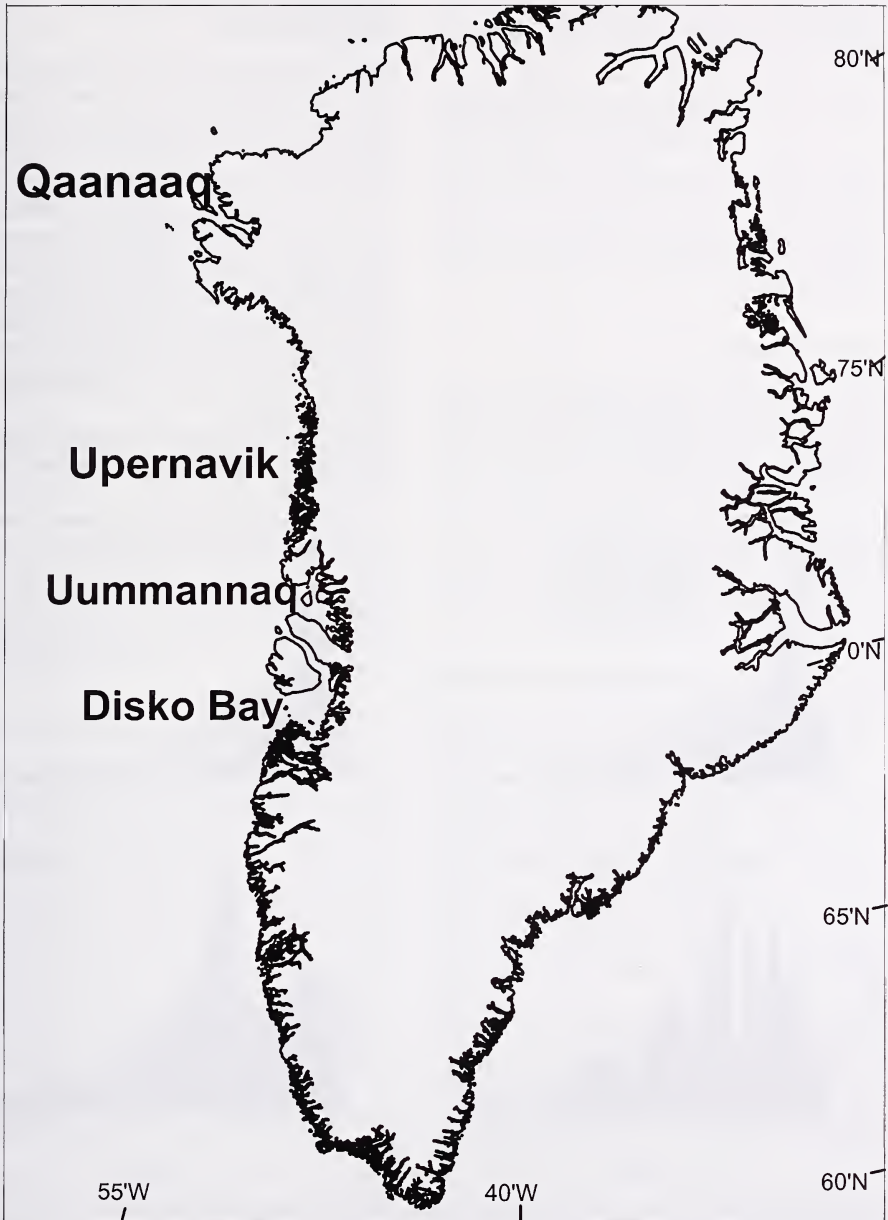 80'N
Qaanaaq
75'N
Upernavik
Uummannaq
0'N
Disko Bay
65'N
60'N
55'W
40'W